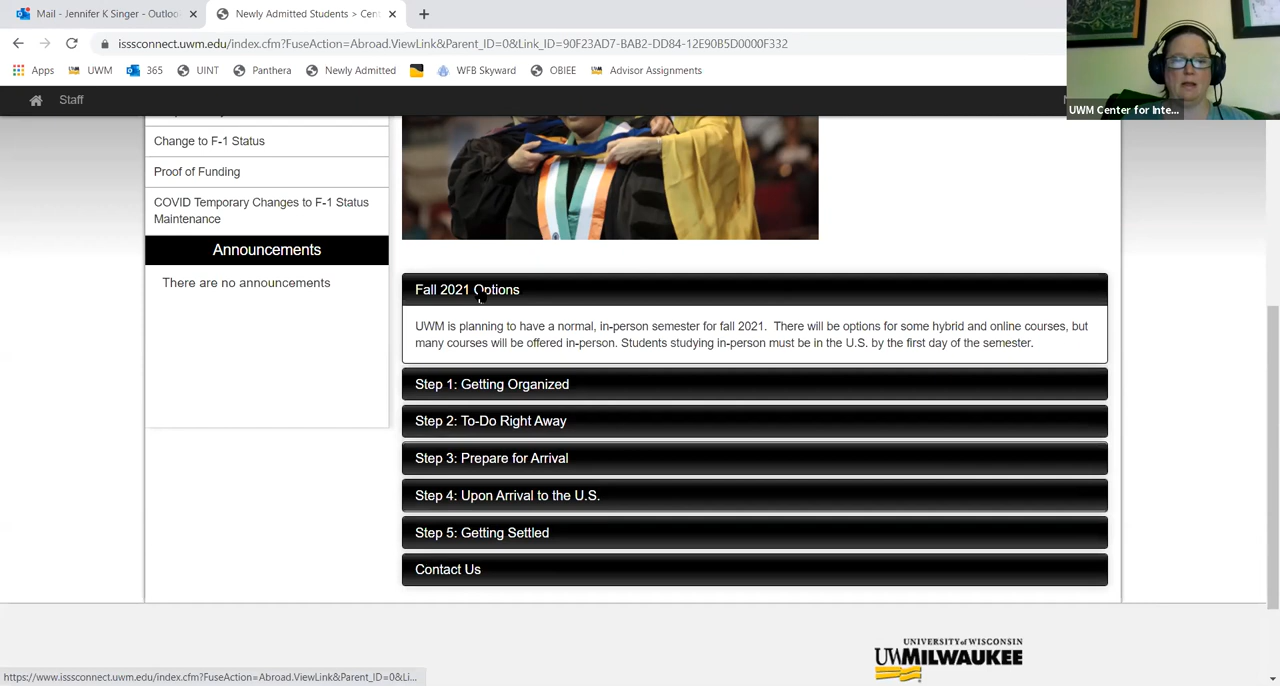 Mail - Jennifer K Singer - Outlo
Newly Admitted Students > Cent
isssconnect.uwm.edu/index.cfm?FuseAction=Abroad.ViewLink&Parent_ID=0&Link_ID=90F23AD7-BAB2-DD84-12E90B5D0000F332
Apps UWM 365 UINT Panthera Newly Admitted WFB Skyward OBIEE Advisor Assignments
UWM Center for Inte...
Staff
Change to F-1 Status
Proof of Funding
COVID Temporary Changes to F-1 Status
Maintenance
Announcements
There are no announcements
Fall 2021 Options
UWM is planning to have a normal, in-person semester for fall 2021. There will be options for some hybrid and online courses, but
many courses will be offered in-person. Students studying in-person must be in the U.S. by the first day of the semester.
Step 1: Getting Organized
Step 2: To-Do Right Away
Step 3: Prepare for Arrival
Step 4: Upon Arrival to the U.S.
Step 5: Getting Settled
Contact Us
UNIVERSITY of WISCONSIN
UWMILWAUKEE
https://www.isssconnect.uwm.edu/index.cfm?FuseAction=Abroad.ViewLink&Parent_ID=0&Li...